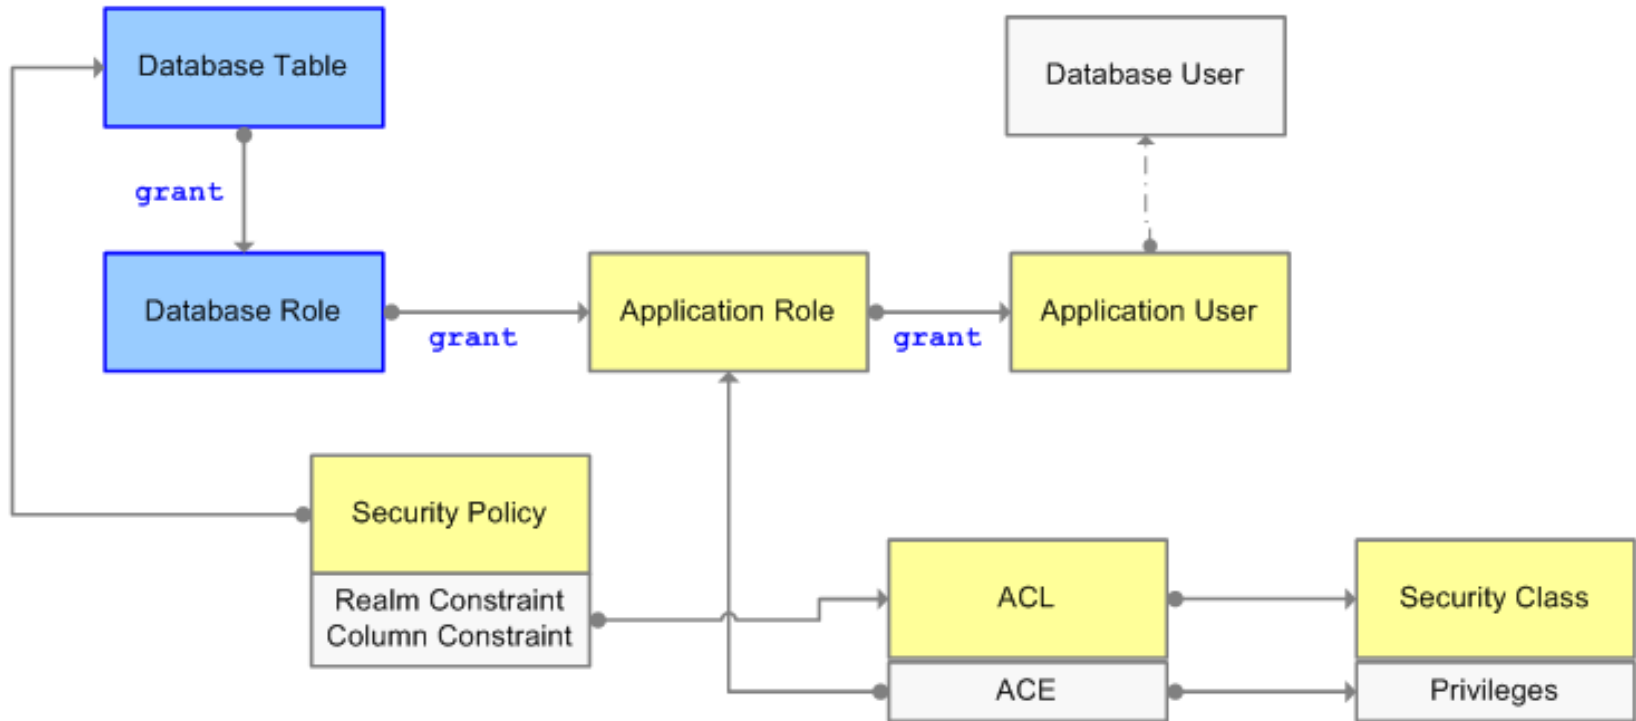 Database Table
Database User
grant
Database Role
grant
Application Role
grant
Application User
Security Policy
Realm Constraint
Column Constraint
ACL
ACE
Security Class
Privileges